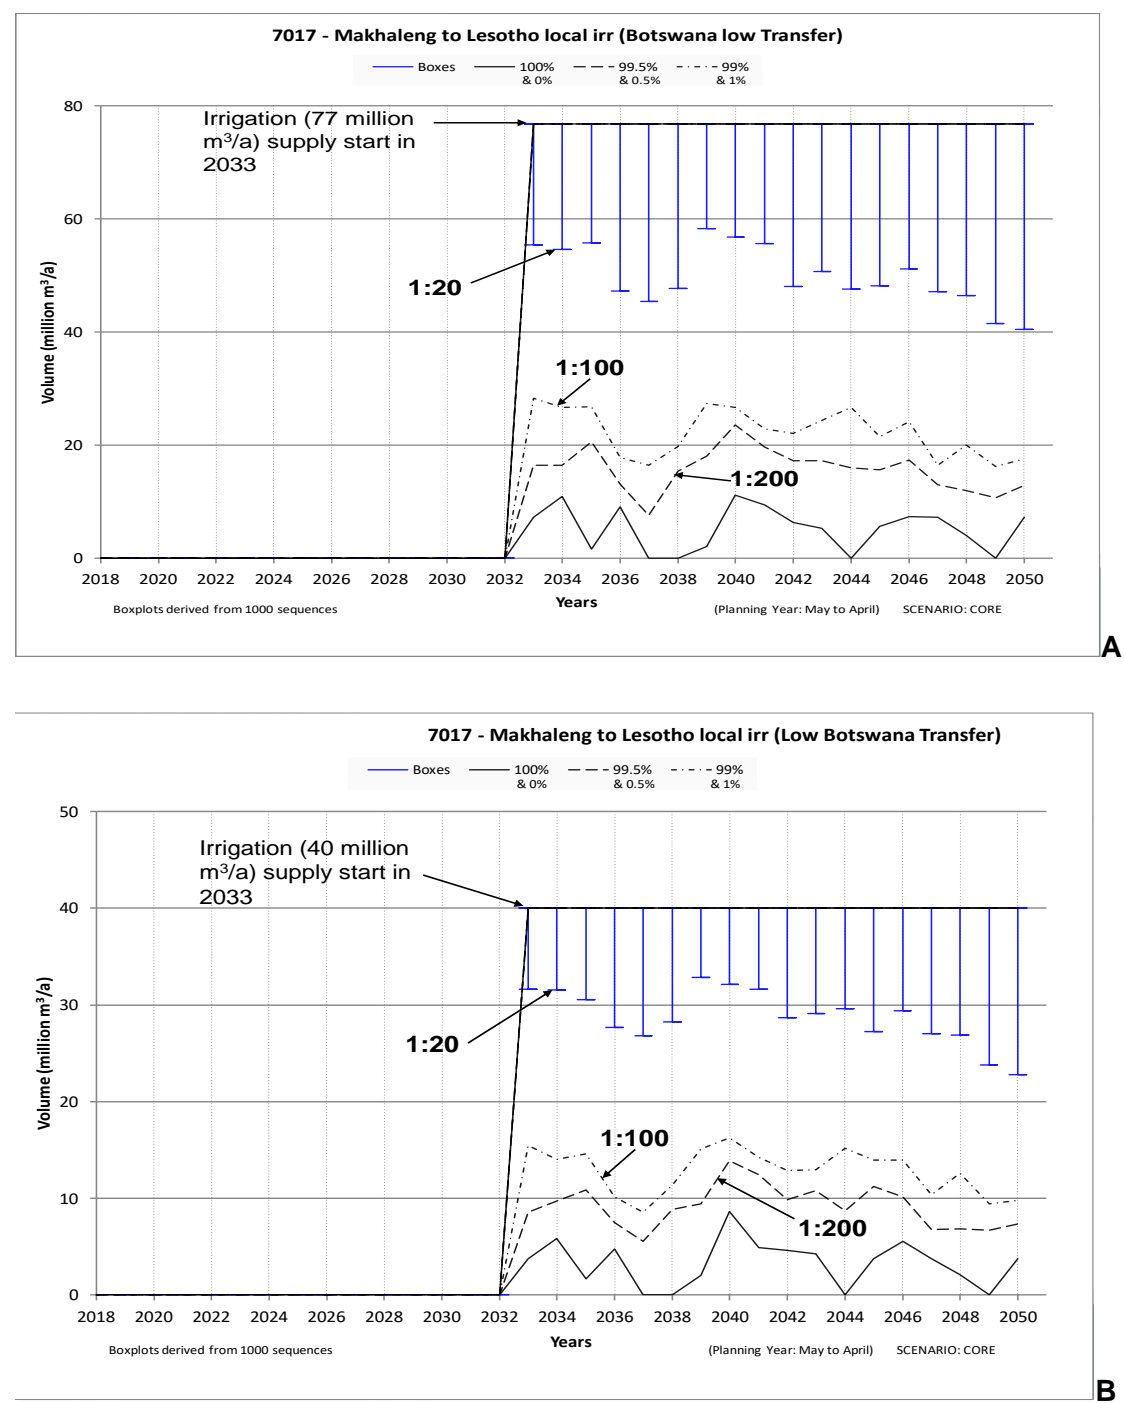 7017 - Makhaleng to Lesotho local irr (Botswana low Transfer)
Boxes 100% & 0% 99.5% & 0.5% 99% & 1%
80
Irrigation (77 million
m³/a) supply start in
2033
60
1:20
40
1:100
20
1:200
0
Volume (million m³/a)
2018 2020 2022 2024 2026 2028 2030 2032 2034 2036 2038 2040 2042 2044 2046 2048 2050
Years
Boxplots derived from 1000 sequences (Planning Year: May to April) SCENARIO: CORE
A
7017 - Makhaleng to Lesotho local irr (Low Botswana Transfer)
Boxes 100% & 0% 99.5% & 0.5% 99% & 1%
50
Irrigation (40 million
m³/a) supply start in
2033
40
30
1:20
20
1:100
10
1:200
0
Volume (million m³/a)
2018 2020 2022 2024 2026 2028 2030 2032 2034 2036 2038 2040 2042 2044 2046 2048 2050
Years
Boxplots derived from 1000 sequences (Planning Year: May to April) SCENARIO: CORE
B